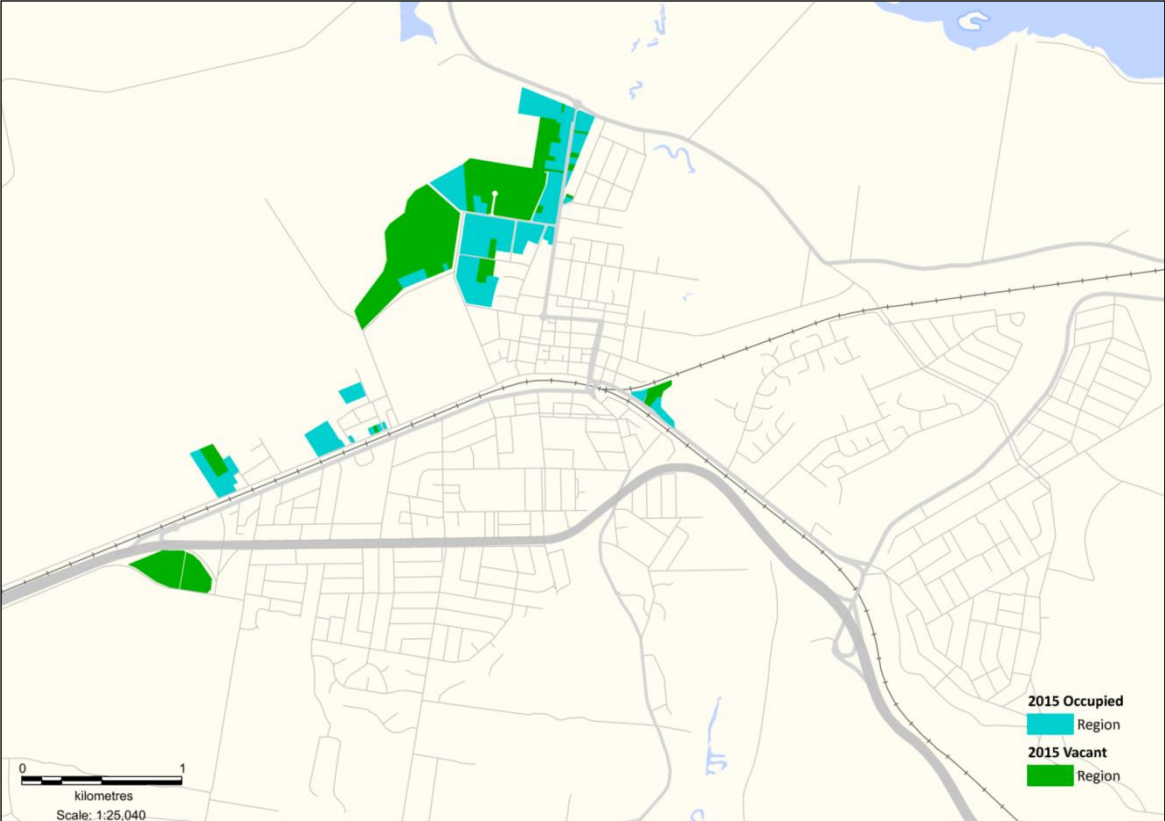 2015 Occupied
Region
2015 Vacant
Region
0 1
kilometres
Scale: 1:25,040